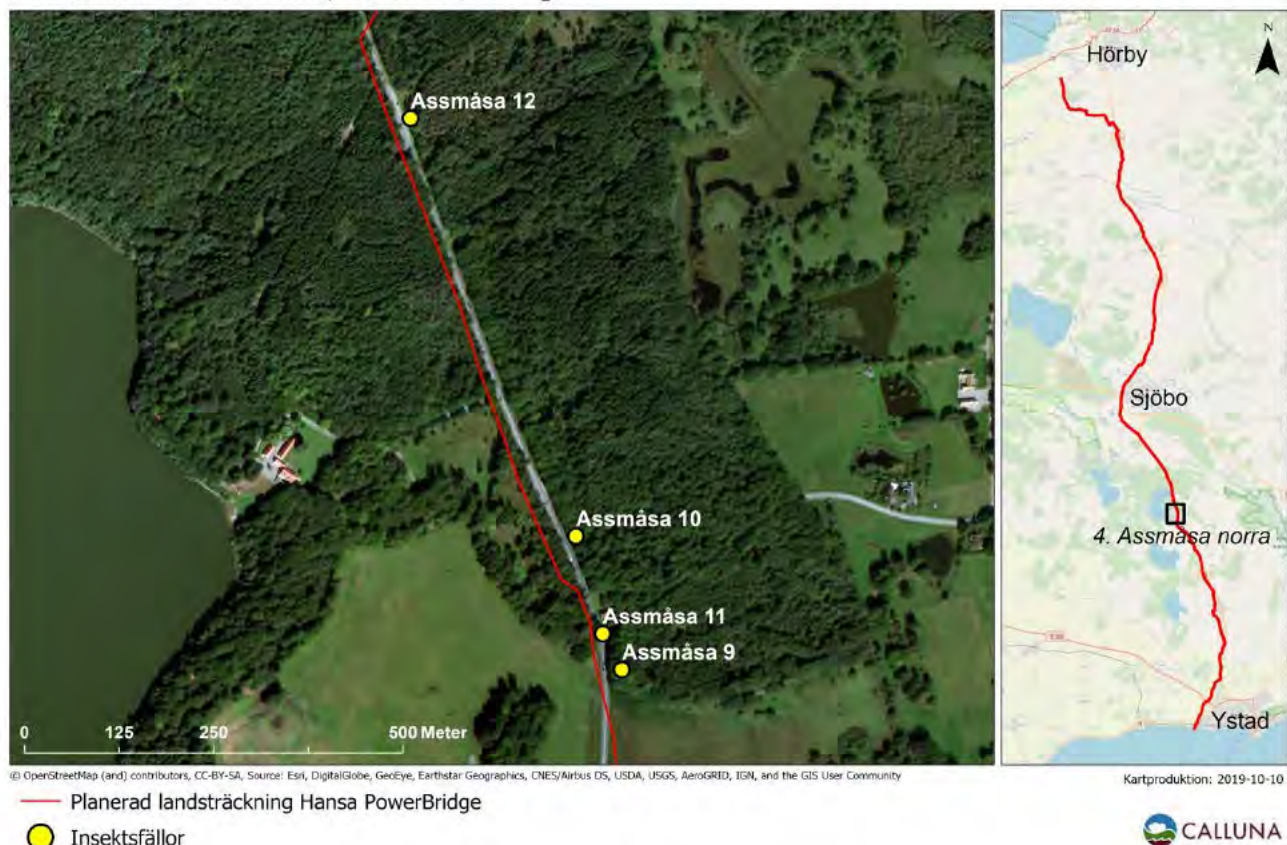 Assmåsa 12
Assmåsa 10
Assmåsa 11
Assmåsa 9
0 125 250 500 Meter
N
Hörby
Sjöbo
4. Assmåsa norra
Ystad
© OpenStreetMap (and) contributors, CC-BY-SA, Source: Esri, DigitalGlobe, GeoEye, Earthstar Geographics, CNES/Airbus DS, USDA, USGS, AeroGRID, IGN, and the GIS User Community
Kartproduktion: 2019-10-10
Planerad landsträckning Hansa PowerBridge
Insektsfällor
CALLUNA